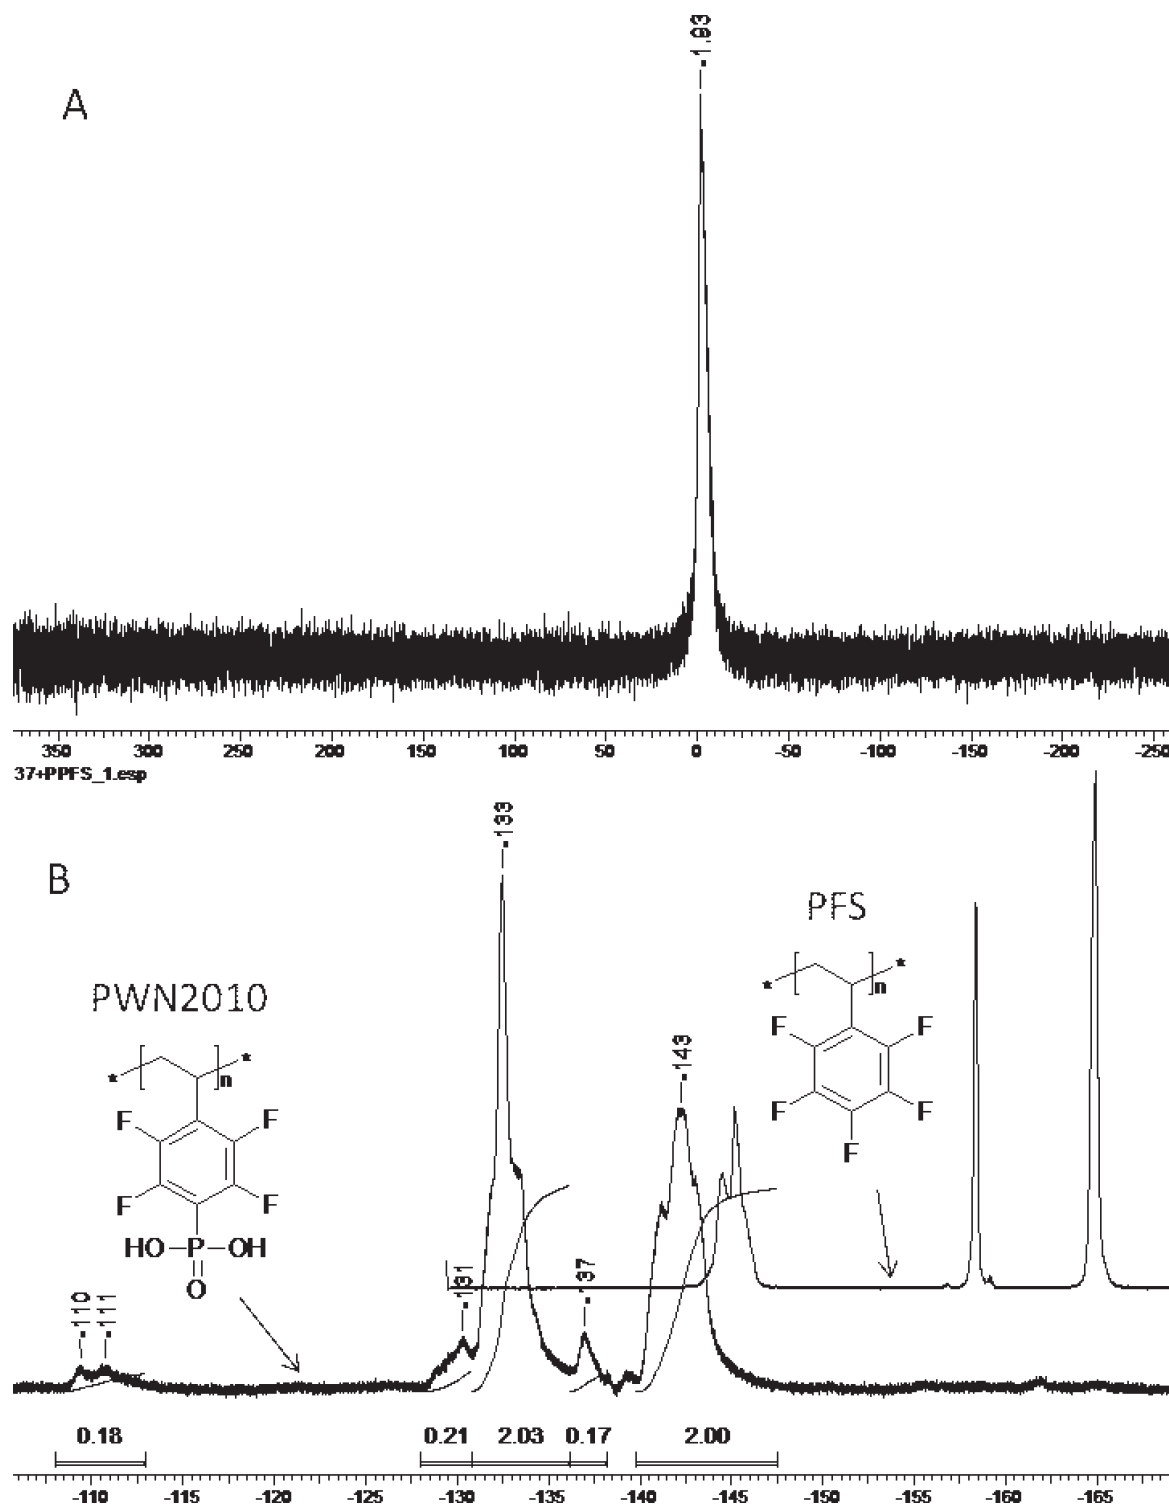 -1.93
A
350 300 250 200 150 100 50 0 -50 -100 -150 -200 -250
37+PPFS_1.esp
-133
B
PFS
* [ ]n *
F F
F F
F
PWN2010
* [ ]n *
F F
F F
HO-P-OH
O
-143
-110
-111
-131
-137
0.18 0.21 2.03 0.17 2.00
-110 -115 -120 -125 -130 -135 -140 -145 -150 -155 -160 -165